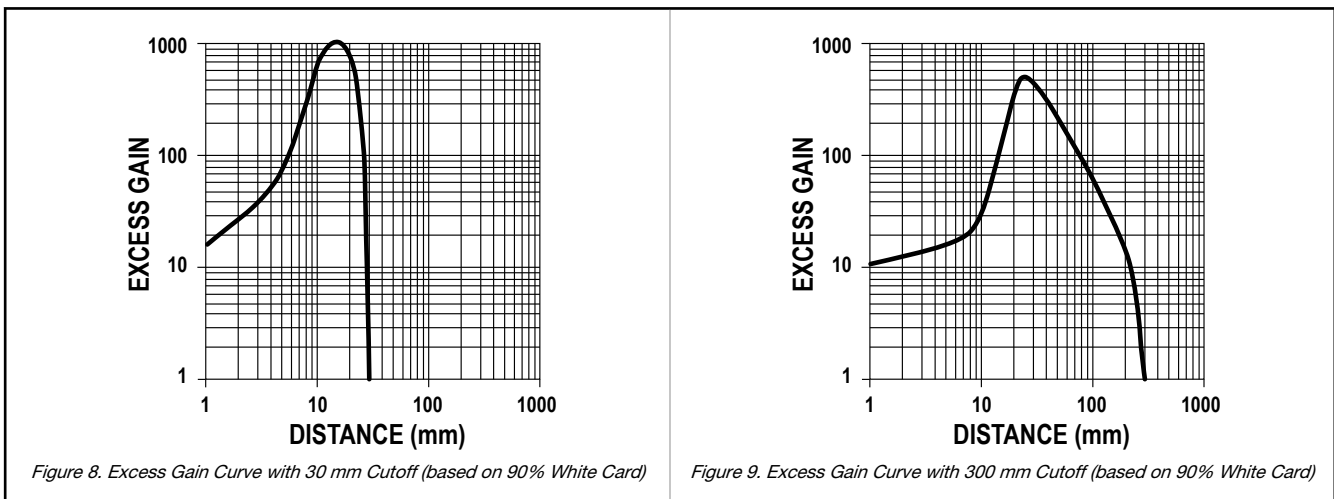 1000
100
10
1
EXCESS GAIN
1 10 100 1000
DISTANCE (mm)
Figure 8. Excess Gain Curve with 30 mm Cutoff (based on 90% White Card)
1000
100
10
1
EXCESS GAIN
1 10 100 1000
DISTANCE (mm)
Figure 9. Excess Gain Curve with 300 mm Cutoff (based on 90% White Card)